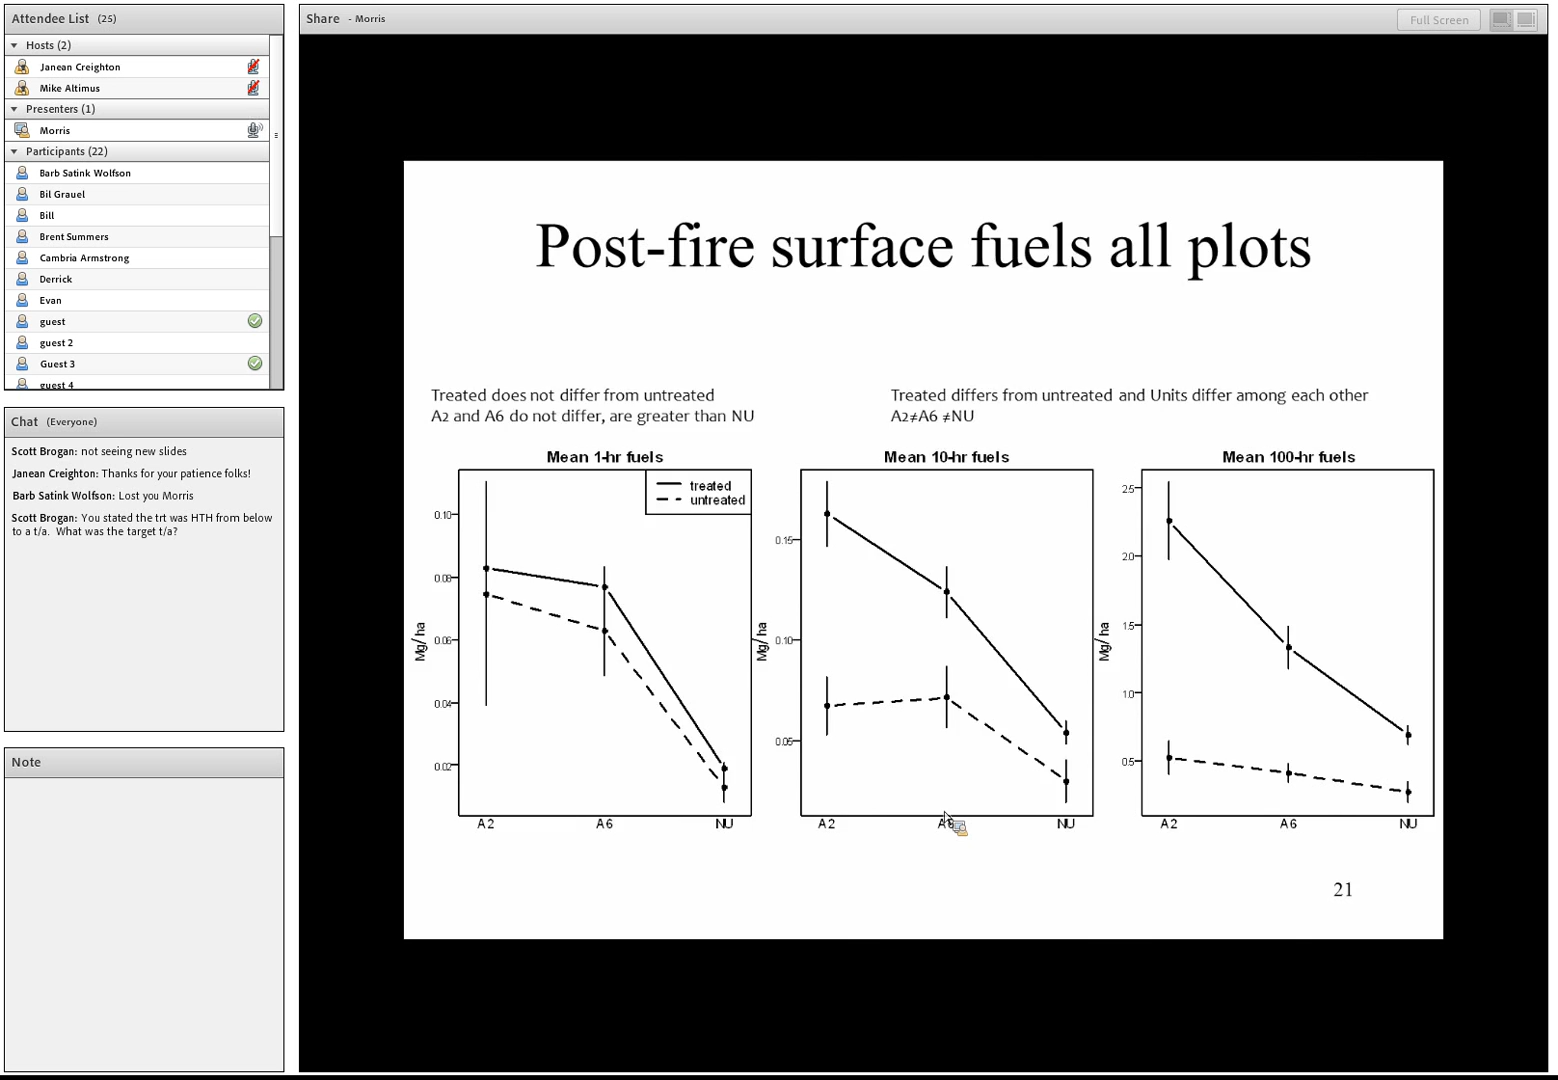 Attendee List (25)
Hosts (2)
Janean Creighton
Mike Altimus
Presenters (1)
Morris
Participants (22)
Barb Satink Wolfson
Bil Grauel
Bill
Brent Summers
Cambria Armstrong
Derrick
Evan
guest
guest 2
Guest 3
guest 4
Chat (Everyone)
Scott Brogan: not seeing new slides
Janean Creighton: Thanks for your patience folks!
Barb Satink Wolfson: Lost you Morris
Scott Brogan: You stated the trt was HTH from below
to a t/a. What was the target t/a?
Note
Share - Morris
Full Screen
Post-fire surface fuels all plots
Treated does not differ from untreated
A2 and A6 do not differ, are greater than NU
Treated differs from untreated and Units differ among each other
A2≠A6 ≠NU
Mean 1-hr fuels
treated
untreated
Mg/ha
0.10
0.08
0.06
0.04
0.02
A2 A6 NU
Mean 10-hr fuels
Mg/ha
0.15
0.10
0.05
A2 A6 NU
Mean 100-hr fuels
Mg/ha
2.5
2.0
1.5
1.0
0.5
A2 A6 NU
21